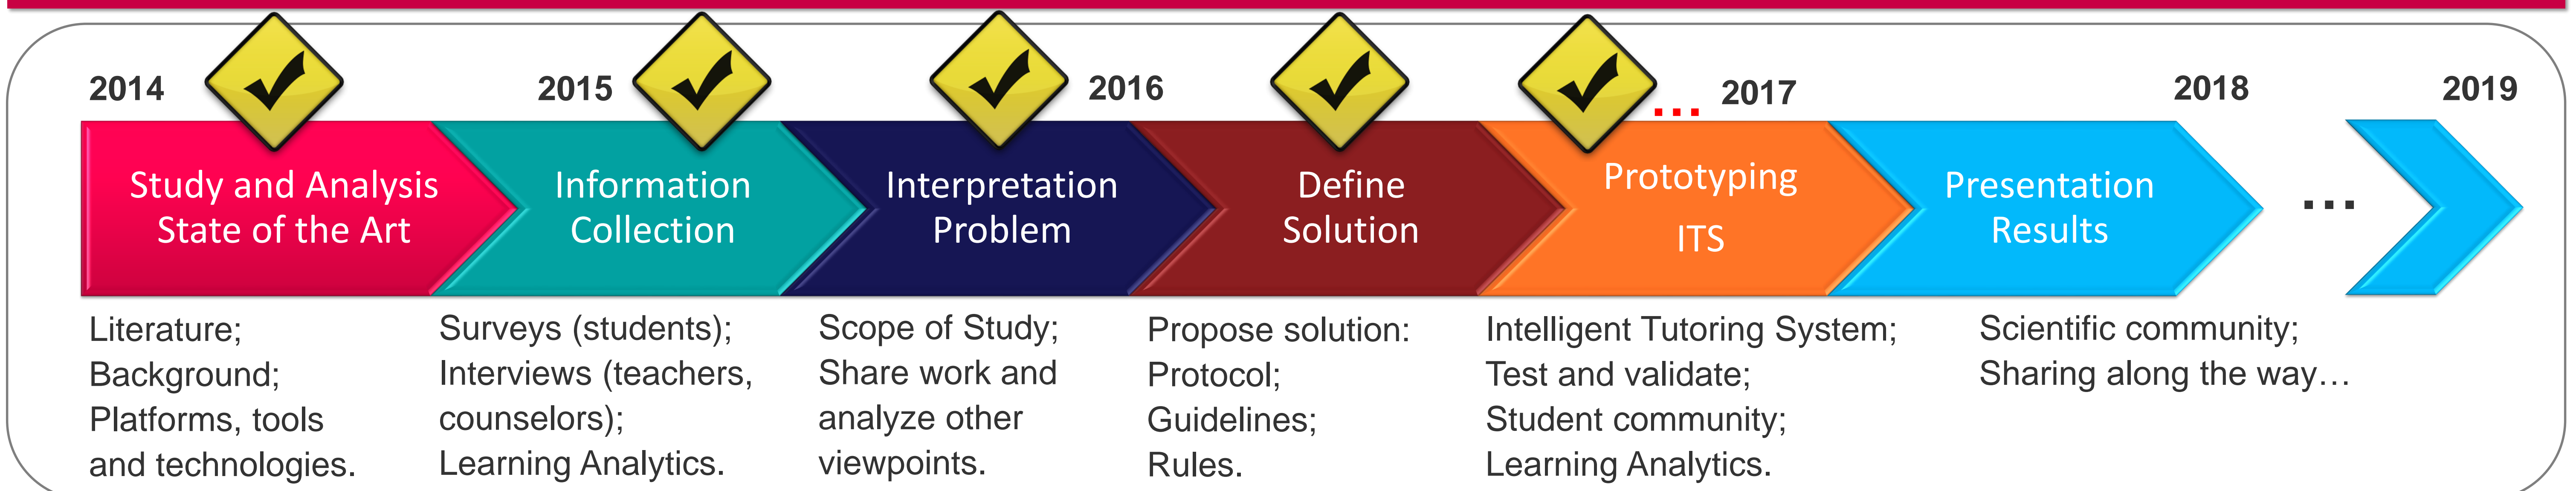 2014
2015
2016
… 2017
2018
2019
Study and Analysis
State of the Art
Information
Collection
Interpretation
Problem
Define
Solution
Prototyping
ITS
Presentation
Results
…
Literature;
Background;
Platforms, tools
and technologies.
Surveys (students);
Interviews (teachers,
counselors);
Learning Analytics.
Scope of Study;
Share work and
analyze other
viewpoints.
Propose solution:
Protocol;
Guidelines;
Rules.
Intelligent Tutoring System;
Test and validate;
Student community;
Learning Analytics.
Scientific community;
Sharing along the way…